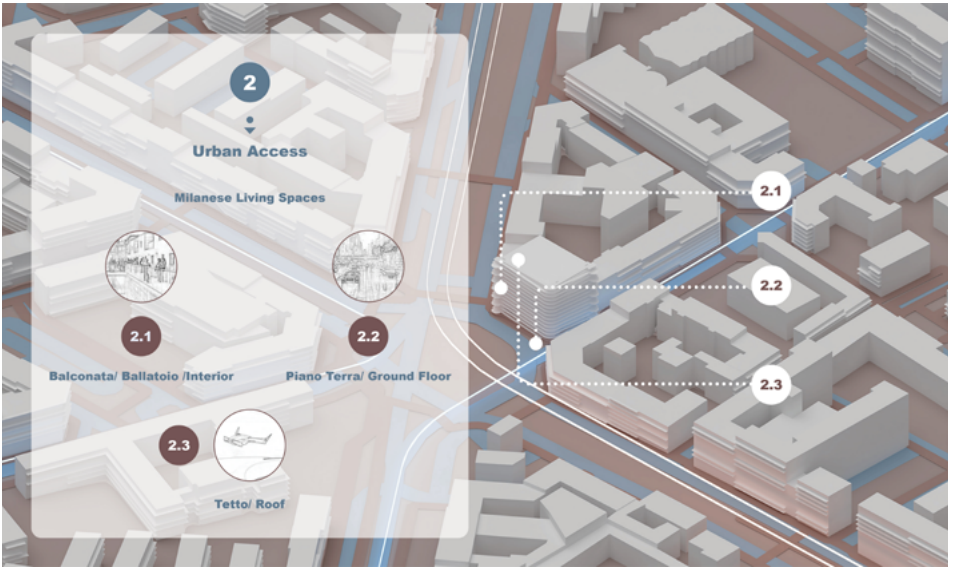 2
Urban Access
Milanese Living Spaces
2.1
2.2
Balconata/ Ballatoio /Interior
Piano Terra/ Ground Floor
2.3
Tetto/ Roof
2.1
2.2
2.3